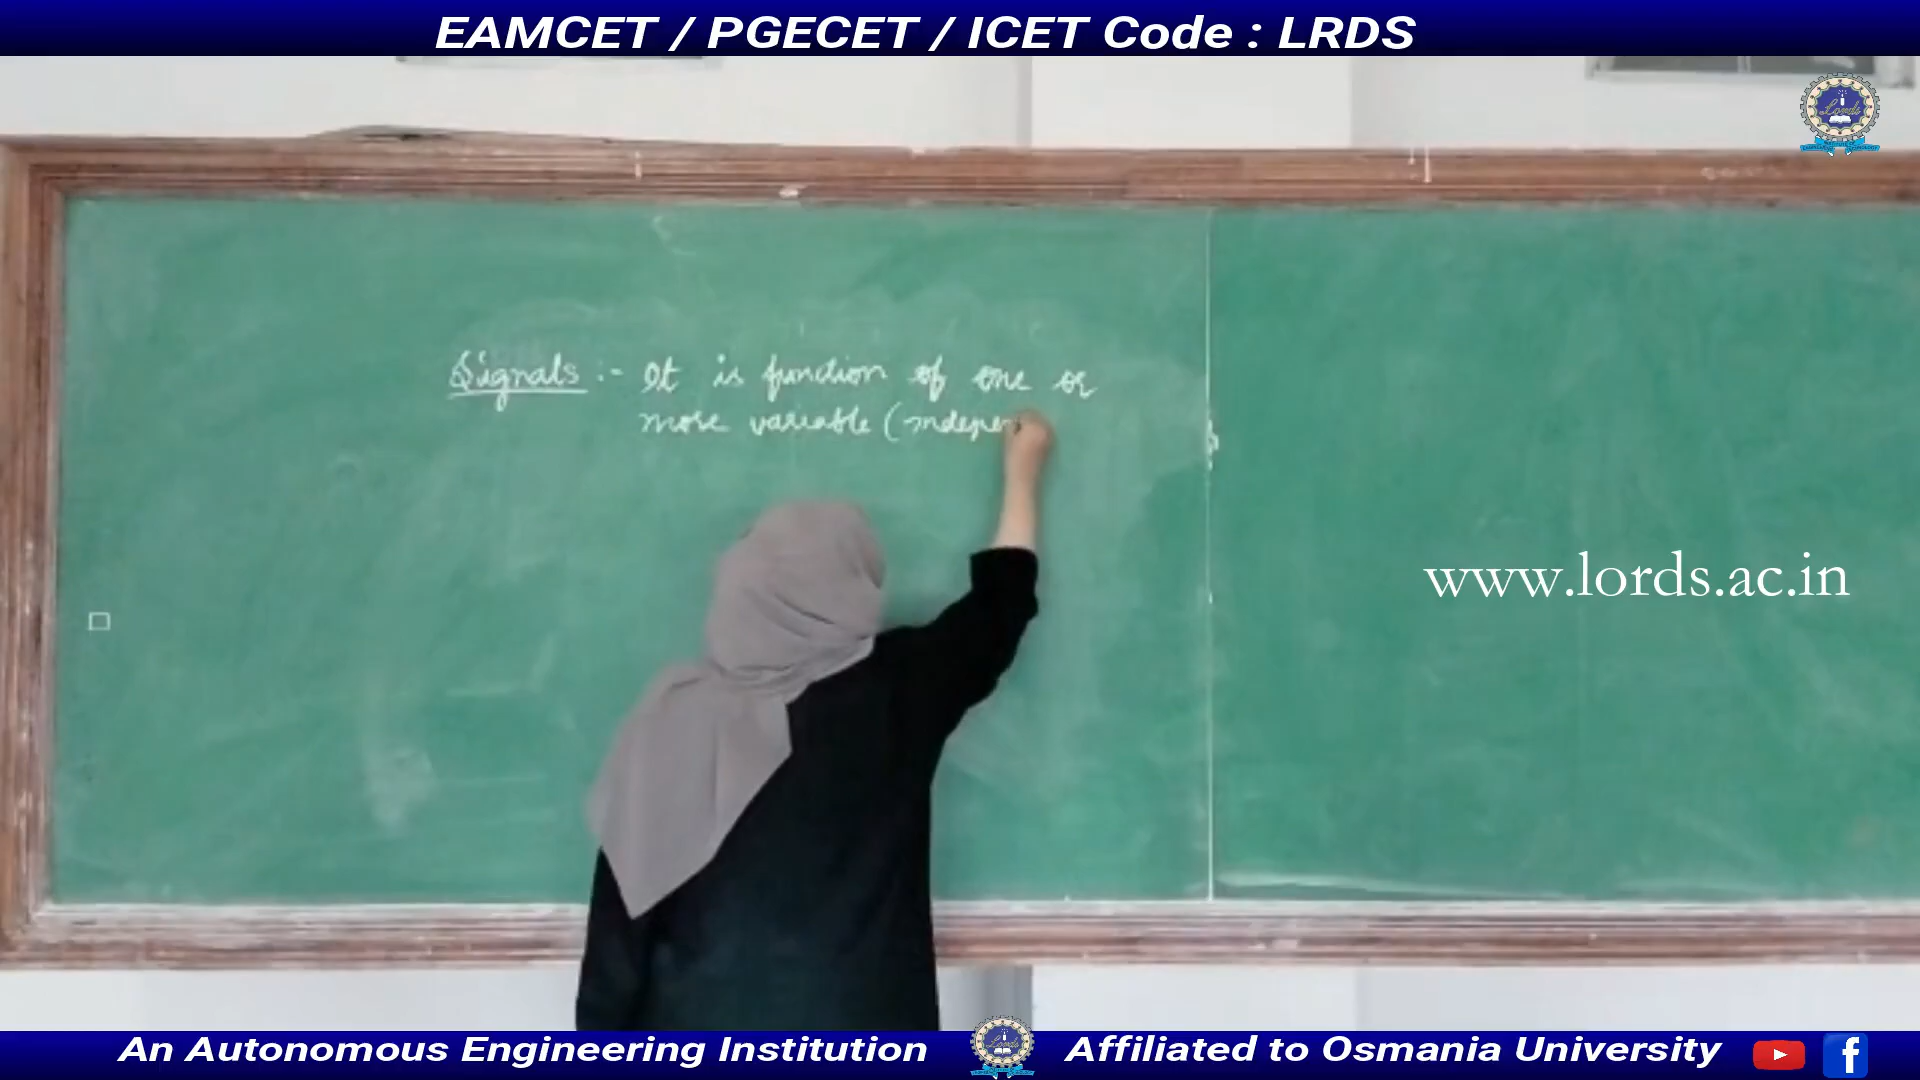 EAMCET / PGECET / ICET Code : LRDS
Lords
Signals :- It is function of one or
more variable (indepen
www.lords.ac.in
An Autonomous Engineering Institution
Affiliated to Osmania University